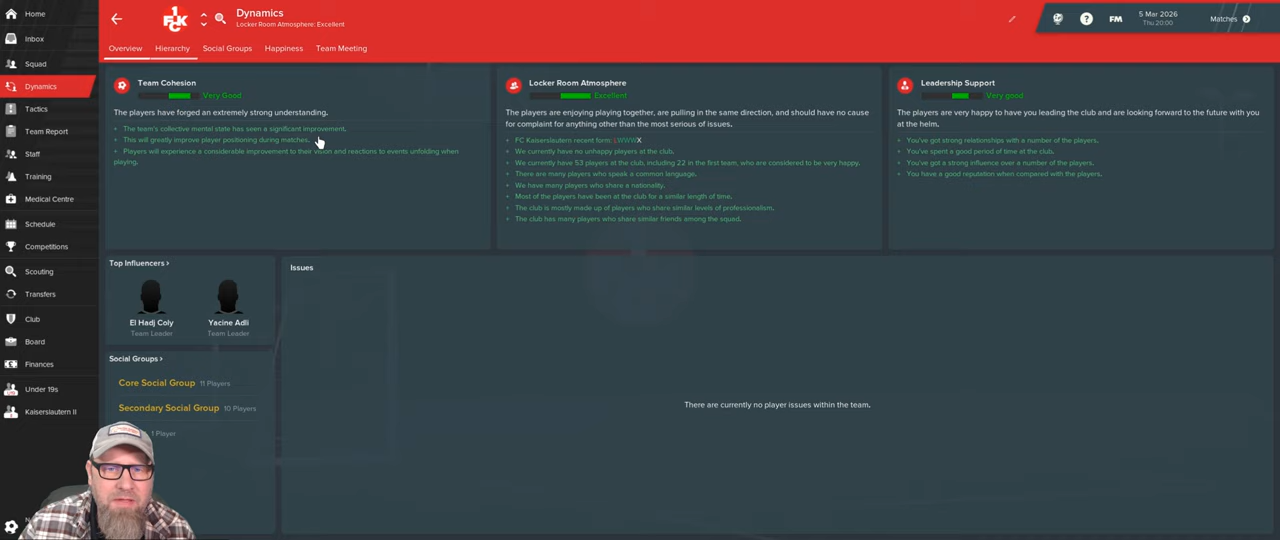 Home
Inbox
Squad
Dynamics
Tactics
Team Report
Staff
Training
Medical Centre
Schedule
Competitions
Scouting
Transfers
Club
Board
Finances
Under 19s
Kaiserslautern II
1
FCK
Dynamics
Locker Room Atmosphere: Excellent
FM
5 Mar 2026
Thu 20:00
Matches
Overview
Hierarchy
Social Groups
Happiness
Team Meeting
Team Cohesion
Very Good
The players have forged an extremely strong understanding.
The team's collective mental state has seen a significant improvement.
This will greatly improve player positioning during matches.
Players will experience a considerable improvement to their vision and reactions to events unfolding when
playing.
Locker Room Atmosphere
Excellent
The players are enjoying playing together, are pulling in the same direction, and should have no cause
for complaint for anything other than the most serious of issues.
FC Kaiserslautern recent form LWWWX
We currently have no unhappy players at the club.
We currently have 53 players at the club, including 22 in the first team, who are considered to be very happy.
There are many players who speak a common language.
We have many players who share a nationality.
Most of the players have been at the club for a similar length of time.
The club is mostly made up of players who share similar levels of professionalism.
The club has many players who share similar friends among the squad.
Leadership Support
Very good
The players are very happy to have you leading the club and are looking forward to the future with you
at the helm.
You've got strong relationships with a number of the players.
You've spent a good period of time at the club.
You've got a strong influence over a number of the players.
You have a good reputation when compared with the players.
Top Influencers >
El Hadj Coly
Team Leader
Yacine Adli
Team Leader
Social Groups >
Core Social Group 11 Players
Secondary Social Group 10 Players
1 Player
Issues
There are currently no player issues within the team.